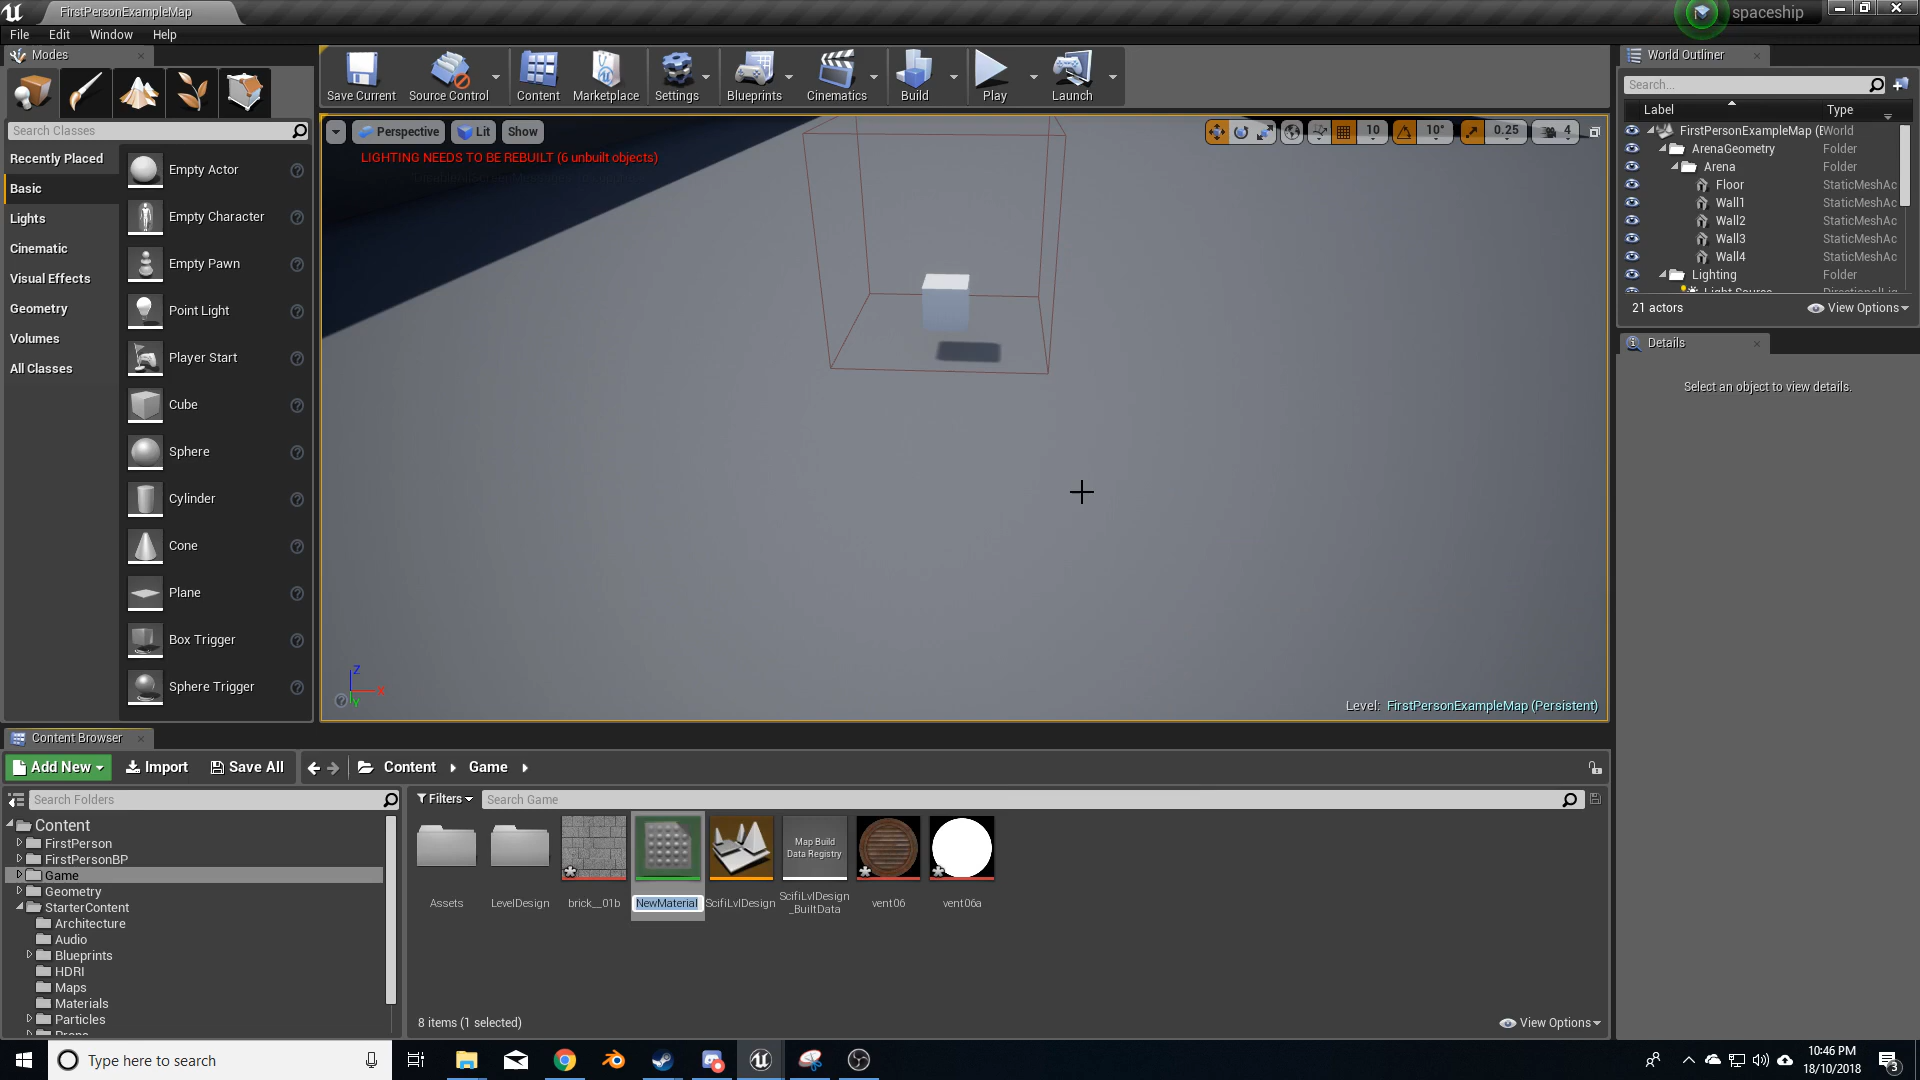 FirstPersonExampleMap
spaceship
File Edit Window Help
Modes
Search Classes
Recently Placed
Basic
Lights
Cinematic
Visual Effects
Geometry
Volumes
All Classes
Empty Actor
Empty Character
Empty Pawn
Point Light
Player Start
Cube
Sphere
Cylinder
Cone
Plane
Box Trigger
Sphere Trigger
Save Current Source Control Content Marketplace Settings Blueprints Cinematics Build Play Launch
Perspective Lit Show
10 10° 0.25 4
LIGHTING NEEDS TO BE REBUILT (6 unbuilt objects)
Z
X
Y
Level: FirstPersonExampleMap (Persistent)
World Outliner
Search...
Label Type
FirstPersonExampleMap (E World
ArenaGeometry Folder
Arena Folder
Floor StaticMeshAc
Wall1 StaticMeshAc
Wall2 StaticMeshAc
Wall3 StaticMeshAc
Wall4 StaticMeshAc
Lighting Folder
Light Source DirectionalLig
21 actors View Options
Details
Select an object to view details.
Content Browser
Add New Import Save All Content Game
Search Folders
Content
FirstPerson
FirstPersonBP
Game
Geometry
StarterContent
Architecture
Audio
Blueprints
HDRI
Maps
Materials
Particles
Props
Filters Search Game
Map Build
Data Registry
Assets LevelDesign brick__01b NewMaterial ScifiLvlDesign ScifiLvlDesign
_BuiltData vent06 vent06a
8 items (1 selected) View Options
Type here to search
10:46 PM
18/10/2018
3